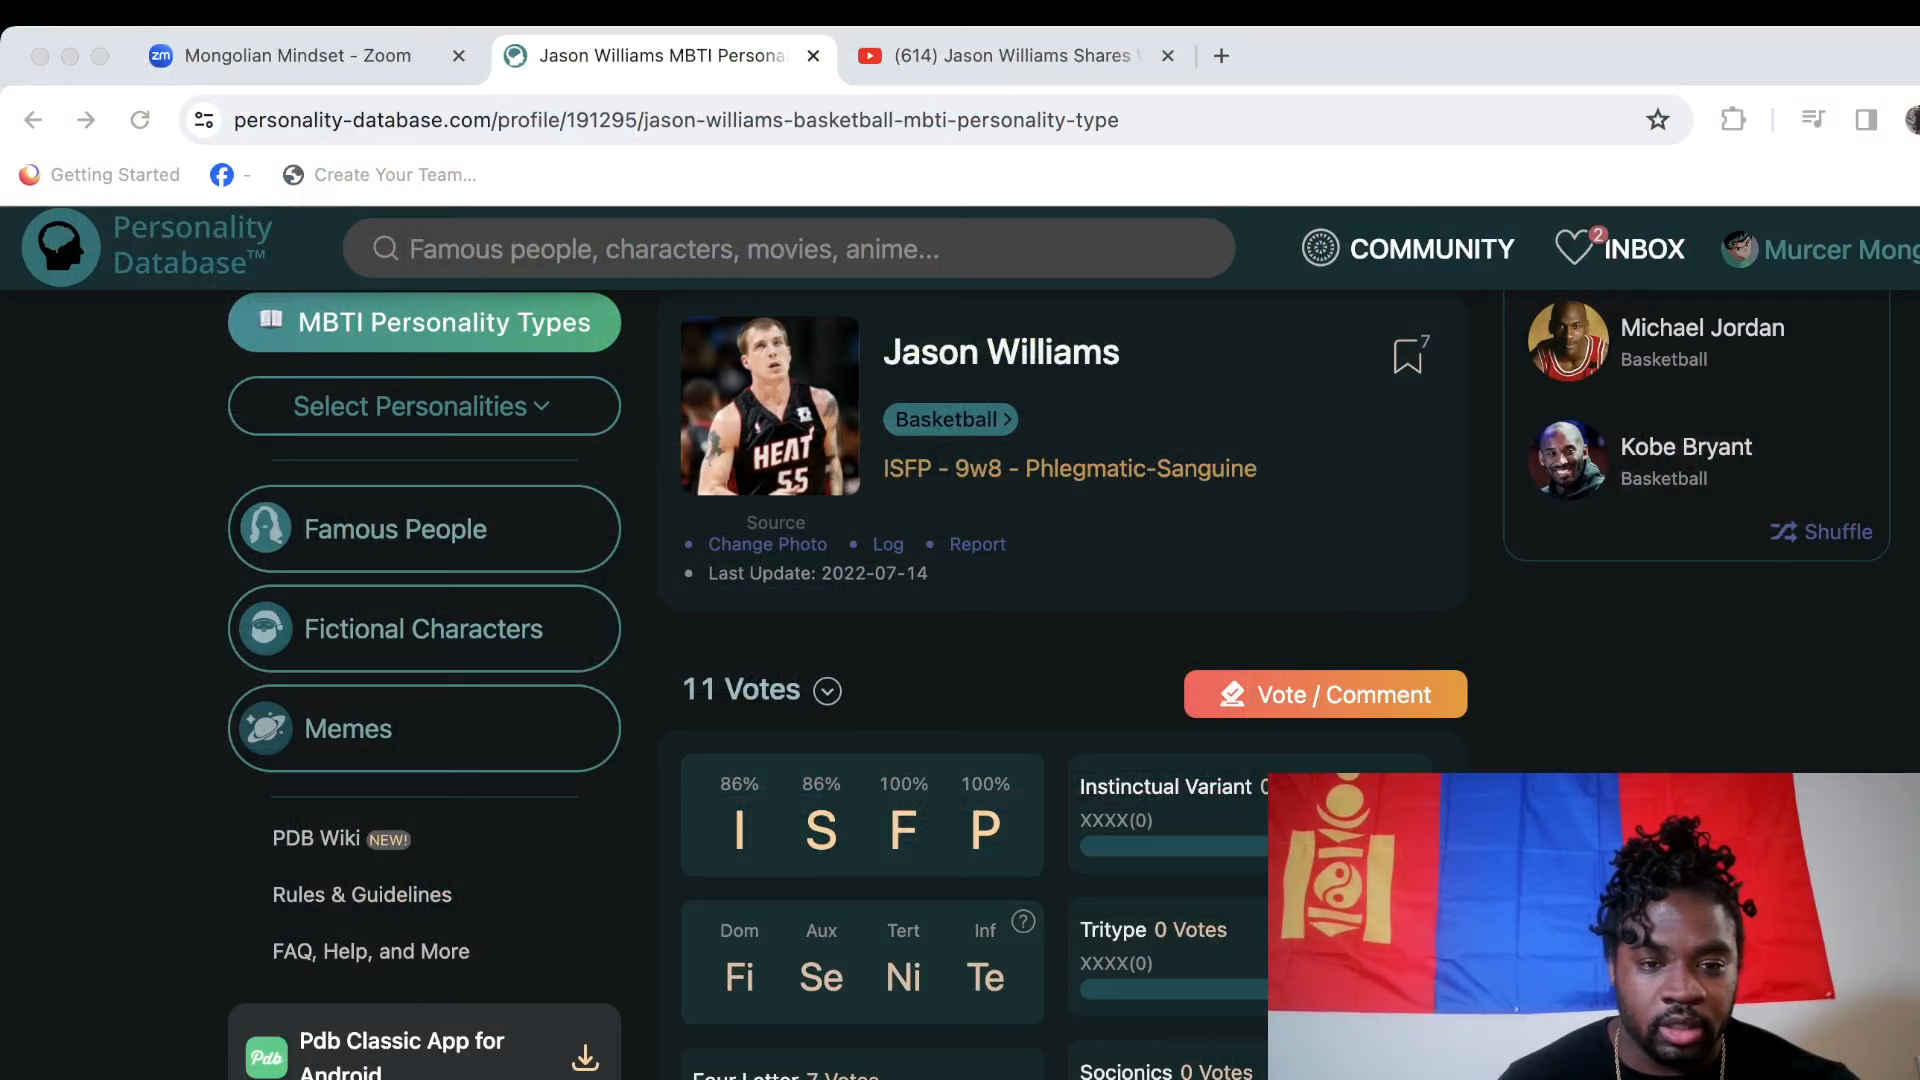 Mongolian Mindset - Zoom
Jason Williams MBTI Persona
(614) Jason Williams Shares
personality-database.com/profile/191295/jason-williams-basketball-mbti-personality-type
Getting Started
-
Create Your Team...
Personality
Database™
Famous people, characters, movies, anime...
COMMUNITY
2
INBOX
Murcer Mong
MBTI Personality Types
Select Personalities
Famous People
Fictional Characters
Memes
PDB Wiki NEW!
Rules & Guidelines
FAQ, Help, and More
Pdb
Pdb Classic App for
Android
HEAT
55
Jason Williams
7
Basketball >
ISFP - 9w8 - Phlegmatic-Sanguine
Source
• Change Photo • Log • Report
• Last Update: 2022-07-14
11 Votes
Vote / Comment
86% 86% 100% 100%
I S F P
Dom Aux Tert Inf ?
Fi Se Ni Te
Four Letter 7 Votes
Instinctual Variant
XXXX(0)
Tritype 0 Votes
XXXX(0)
Socionics 0 Votes
Michael Jordan
Basketball
Kobe Bryant
Basketball
Shuffle